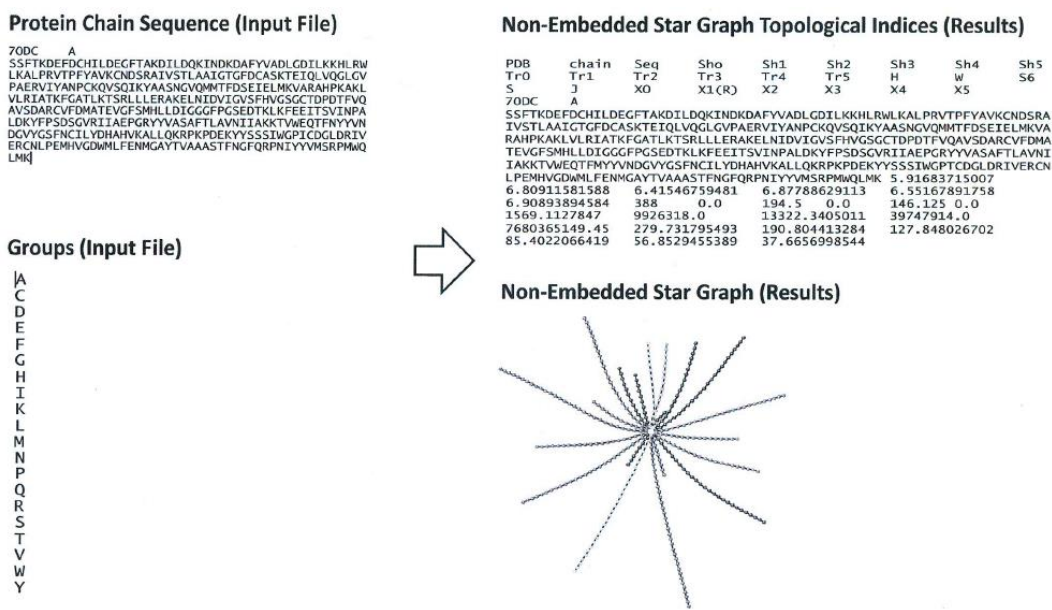 Protein Chain Sequence (Input File)
7ODC A
SSFTKDEFDCHILDEGFTAKDILDQKINDKDAFYVADLGDILKKHLRW
LKALPRVTPFYAVKCNDSRAIVSTLAAIGTGFDCASKTEIQLVQGLGV
PAERVIYANPCKQVSQIKYAASNGVQMMTFDSEIELMKVARAHPKAKL
VLRIATKFGATLKTSRLLLERAKELNIDVIGVSFHVGSGCTDPDTFVQ
AVSDARCVFDMATEVGFSMHLLDIGGGFPGSEDTKLKFEEITSVINPA
LDKYFPSDSGVRIIAEPGRYYVASAFTLAVNIIAKKTVWEQTFNYYVN
DGVYGSFNCILYDHAHVKALLQKRPKPDEKYYSSSIWGPICDGLDRIV
ERCNLPEMHVGDWMLFENMGAYTVAAASTFNGFQRPNIYYVMSRPMWQ
LMK
Groups (Input File)
A
C
D
E
F
G
H
I
K
L
M
N
P
Q
R
S
T
V
W
Y
Non-Embedded Star Graph Topological Indices (Results)
PDB chain Seq Sho Sh1 Sh2 Sh3 Sh4 Sh5
Tr0 Tr1 Tr2 Tr3 Tr4 Tr5 H W S6
S J X0 X1(R) X2 X3 X4 X5
7ODC A
SSFTKDEFDCHILDEGFTAKDILDQKINDKDAFYVADLGDILKKHLRWLKALPRVTPFYAVKCNDSRA
IVSTLAAIGTGFDCASKTEIQLVQGLGVPAERVIYANPCKQVSQIKYAASNGVQMMTFDSEIELMKVA
RAHPKAKLVLRIATKFGATLKTSRLLLERAKELNIDVIGVSFHVGSGCTDPDTFVQAVSDARCVFDMA
TEVGFSMHLLDIGGGFPGSEDTKLKFEEITSVINPALDKYFPSDSGVRIIAEPGRYYVASAFTLAVNI
IAKKTVWEQTFMYYVNDGVYGSFNCILYDHAHVKALLQKRPKPDEKYYSSSIWGPTCDGLDRIVERCN
LPEMHVGDWMLFENMGAYTVAAASTFNGFQRPNIYYVMSRPMWQLMK 5.91683715007
6.80911581588 6.41546759481 6.87788629113 6.55167891758
6.90893894584 388 0.0 194.5 0.0 146.125 0.0
1569.1127847 9926318.0 13322.3405011 39747914.0
7680365149.45 279.731795493 190.804413284 127.848026702
85.4022066419 56.8529455389 37.6656998544
Non-Embedded Star Graph (Results)